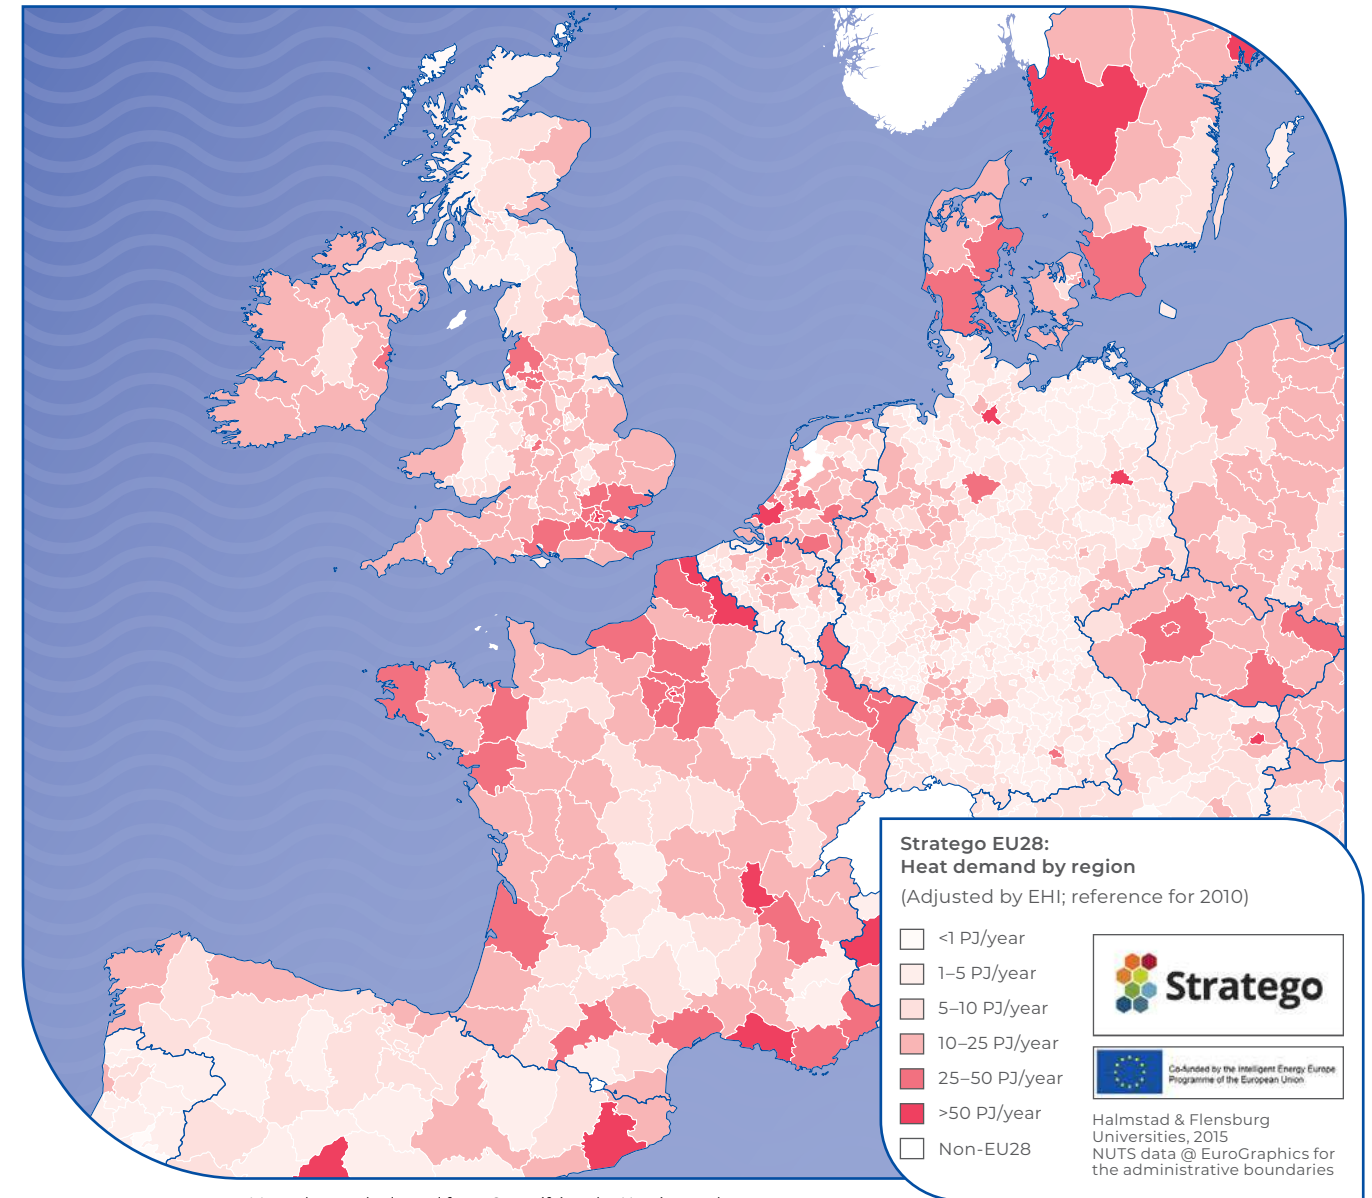 Stratego EU28:
Heat demand by region
(Adjusted by EHI; reference for 2010)
<1 PJ/year
1–5 PJ/year
5–10 PJ/year
10–25 PJ/year
25–50 PJ/year
>50 PJ/year
Non-EU28
Stratego
Co-funded by the Intelligent Energy Europe
Programme of the European Union
Halmstad & Flensburg
Universities, 2015
NUTS data @ EuroGraphics for
the administrative boundaries